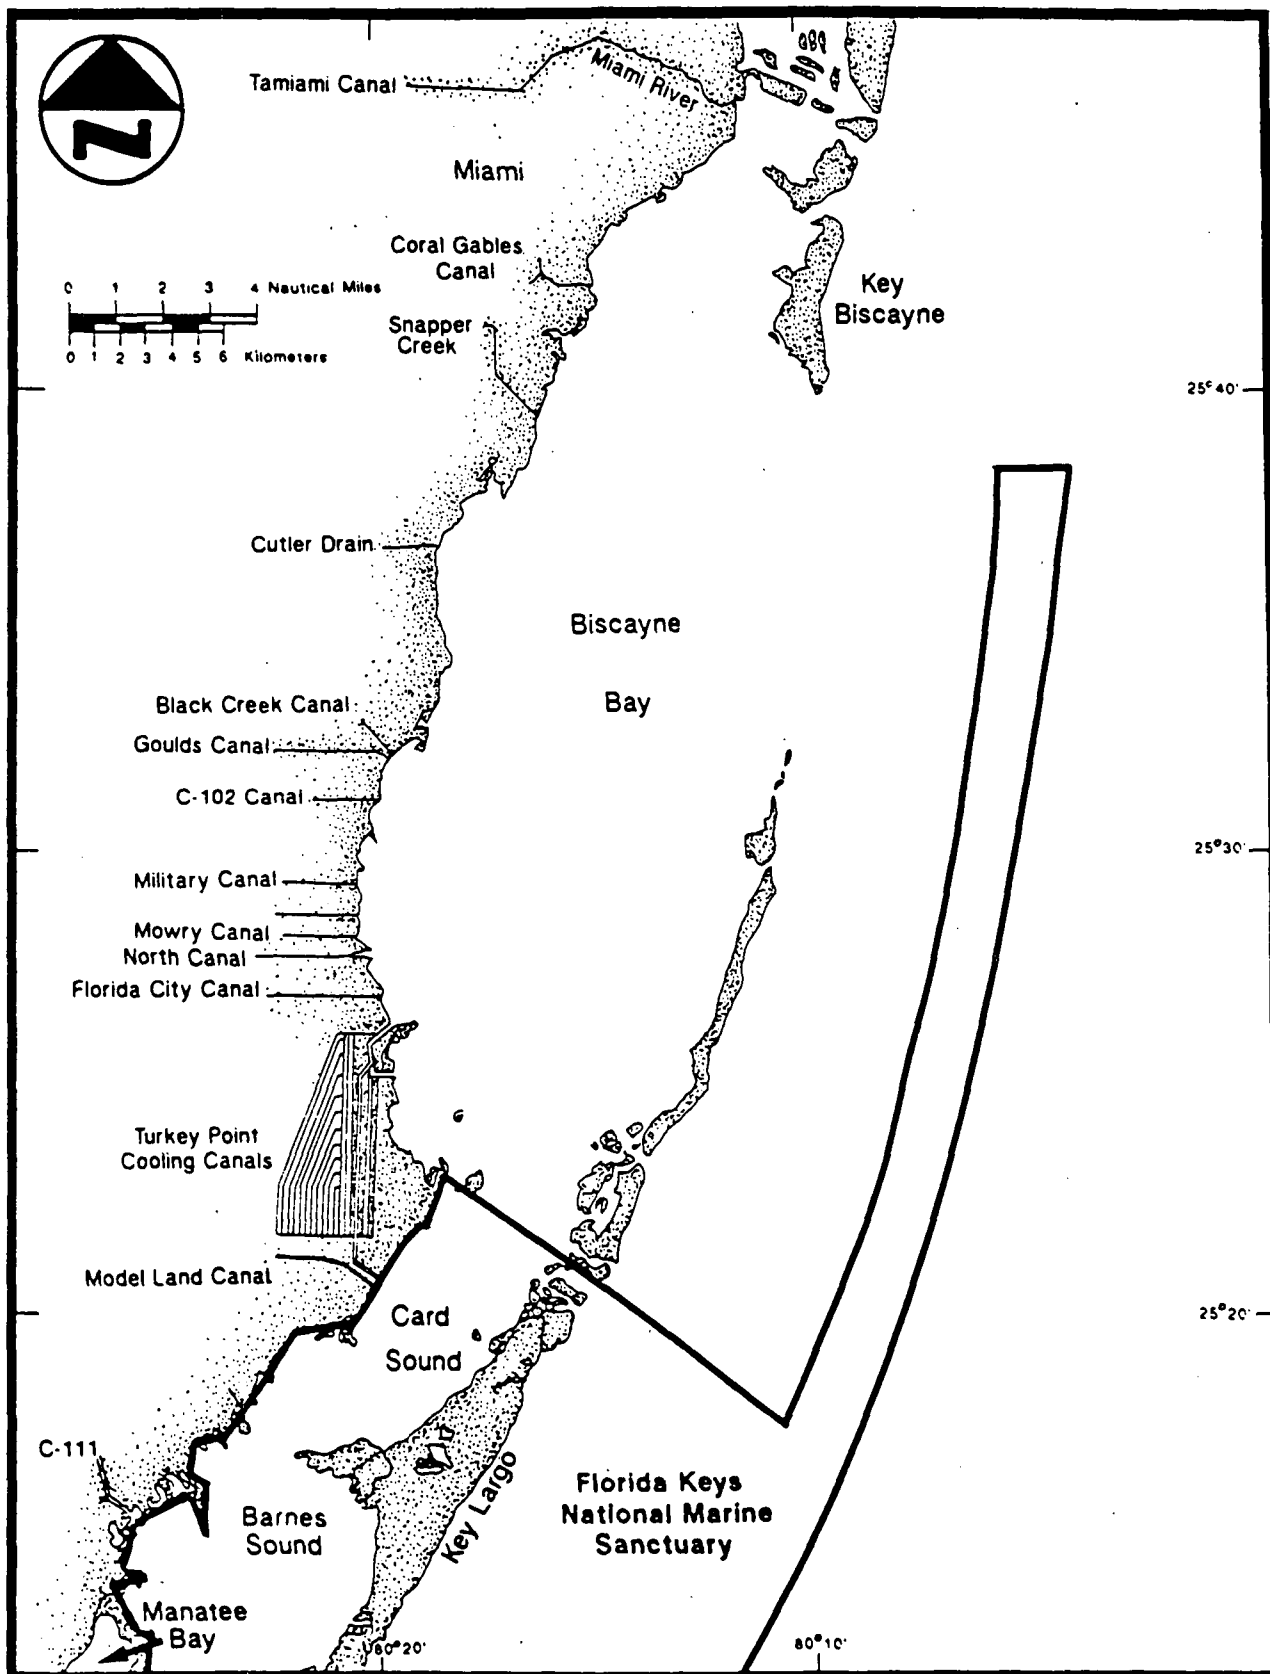 Tamiami Canal
Miami River
N
Miami
Coral Gables
Canal
0 1 2 3 4 Nautical Miles
0 1 2 3 4 5 6 Kilometers
Snapper
Creek
Key
Biscayne
25°40'
Cutler Drain
Biscayne
Bay
Black Creek Canal
Goulds Canal
C-102 Canal
25°30'
Military Canal
Mowry Canal
North Canal
Florida City Canal
Turkey Point
Cooling Canals
Model Land Canal
Card
Sound
25°20'
C-111
Key Largo
Florida Keys
National Marine
Sanctuary
Barnes
Sound
Manatee
Bay
80°20'
80°10'